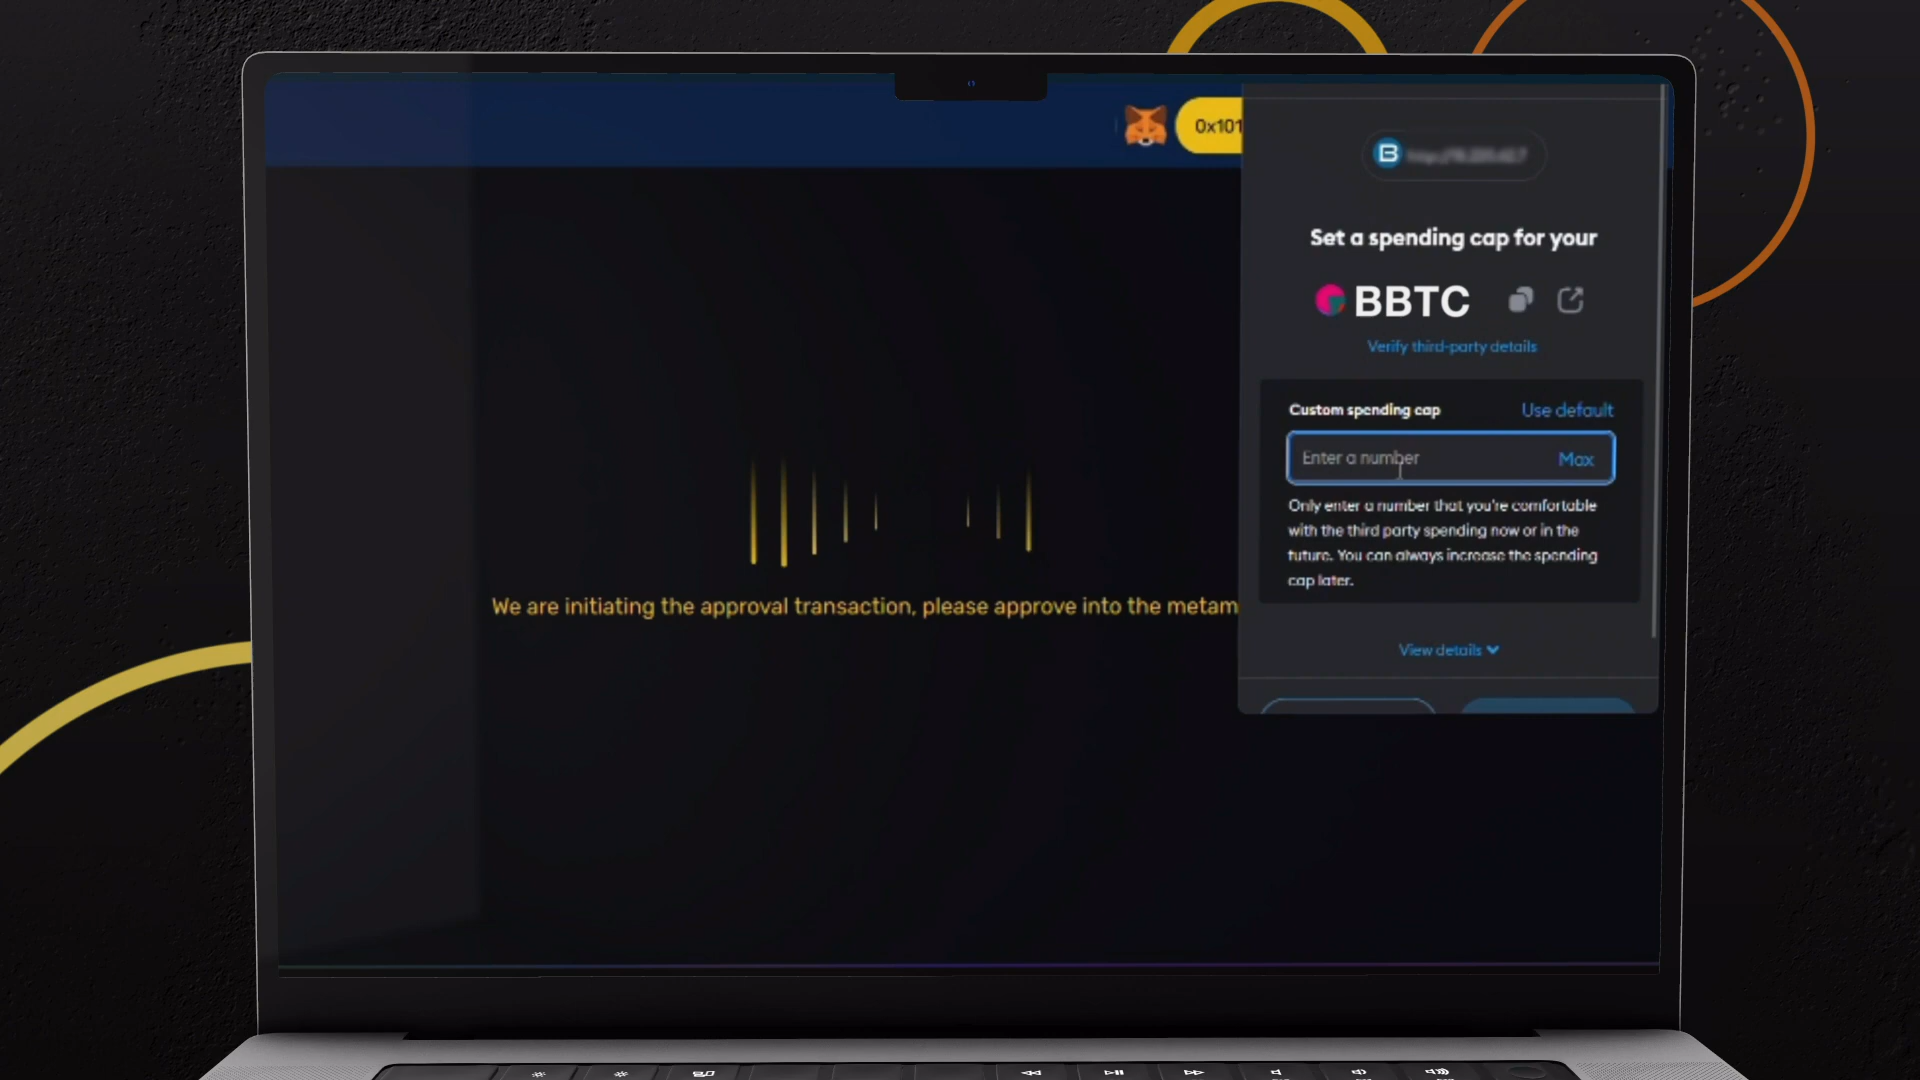 0x101
B
Set a spending cap for your
BBTC
Verify third-party details
Custom spending cap
Use default
Enter a number
Max
Only enter a number that you're comfortable
with the third party spending now or in the
future. You can always increase the spending
cap later.
View details
We are initiating the approval transaction, please approve into the metam